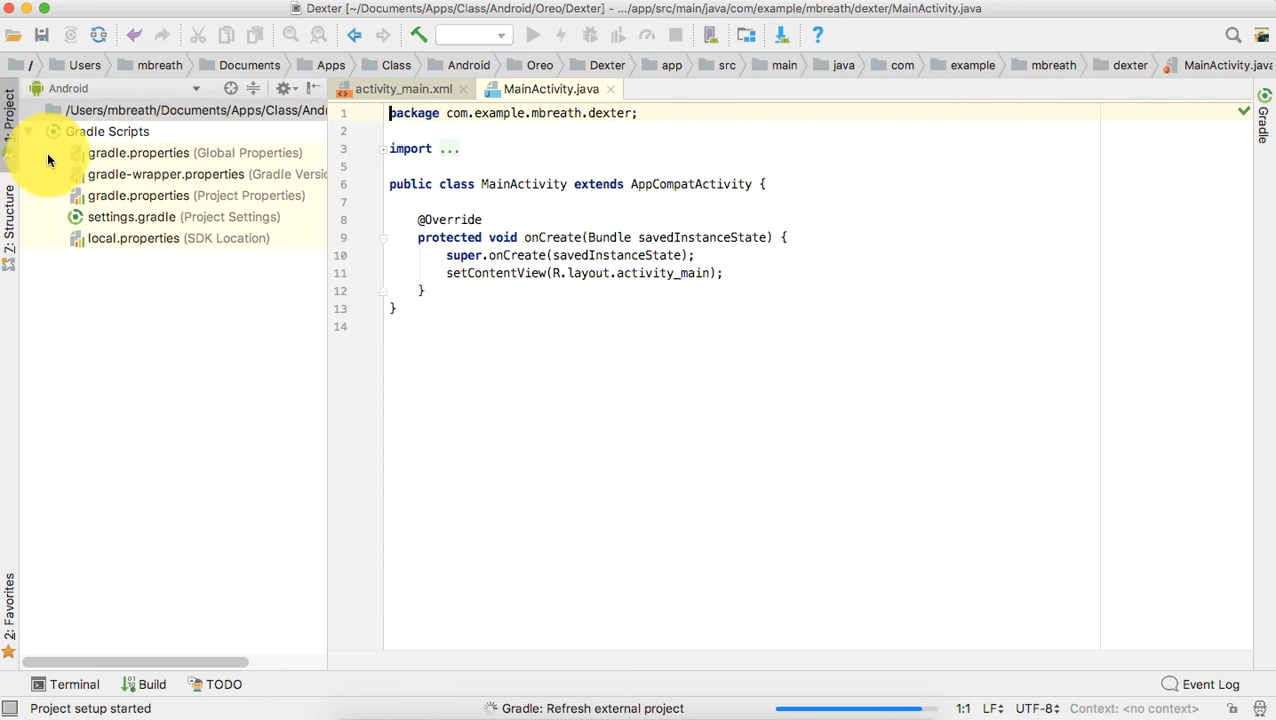 Dexter [~/Documents/Apps/Class/Android/Oreo/Dexter] - .../app/src/main/java/com/example/mbreath/dexter/MainActivity.java
/ Users mbreath Documents Apps Class Android Oreo Dexter app src main java com example mbreath dexter MainActivity.java
Android
activity_main.xml MainActivity.java
/Users/mbreath/Documents/Apps/Class/Andr
Gradle Scripts
gradle.properties (Global Properties)
gradle-wrapper.properties (Gradle Versio
gradle.properties (Project Properties)
settings.gradle (Project Settings)
local.properties (SDK Location)
1: Project
Z: Structure
2: Favorites
1 package com.example.mbreath.dexter;
2
3 import ...
5
6 public class MainActivity extends AppCompatActivity {
7
8 @Override
9 protected void onCreate(Bundle savedInstanceState) {
10 super.onCreate(savedInstanceState);
11 setContentView(R.layout.activity_main);
12 }
13 }
14
Gradle
Terminal Build TODO Event Log
Project setup started Gradle: Refresh external project 1:1 LF UTF-8 Context: <no context>